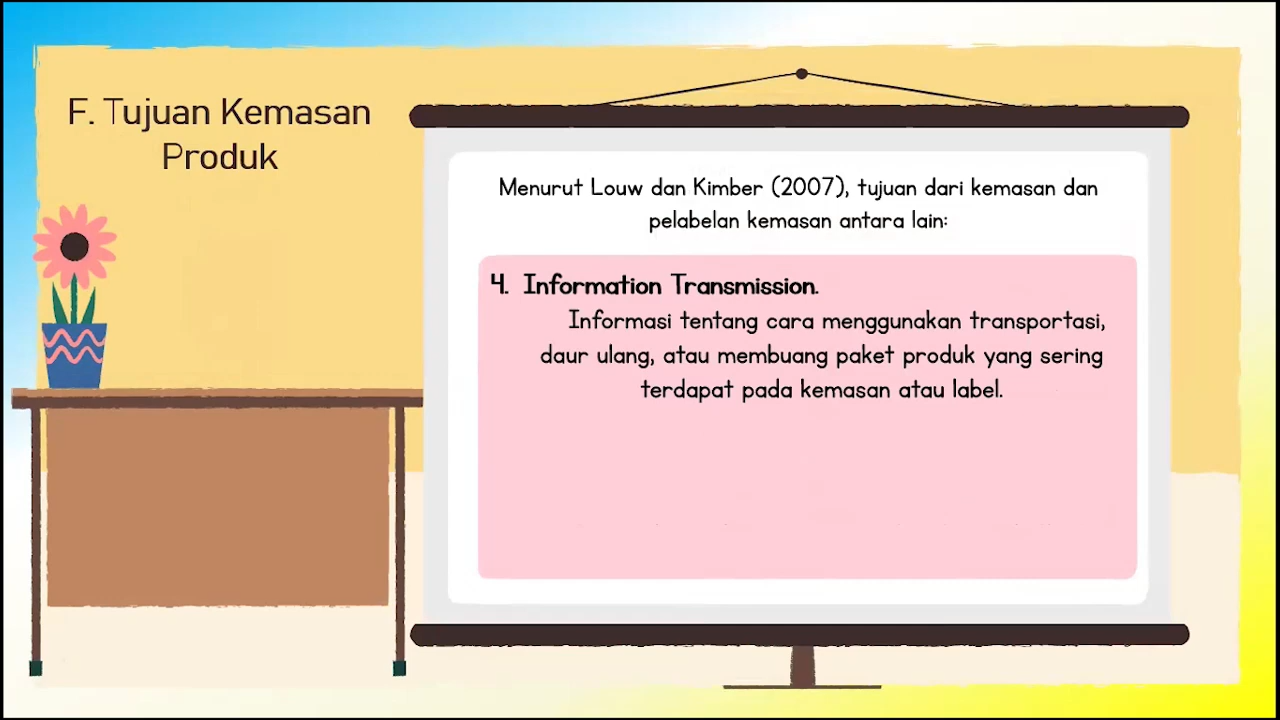 F. Tujuan Kemasan
Produk
Menurut Louw dan Kimber (2007), tujuan dari kemasan dan
pelabelan kemasan antara lain:
4. Information Transmission.
Informasi tentang cara menggunakan transportasi,
daur ulang, atau membuang paket produk yang sering
terdapat pada kemasan atau label.